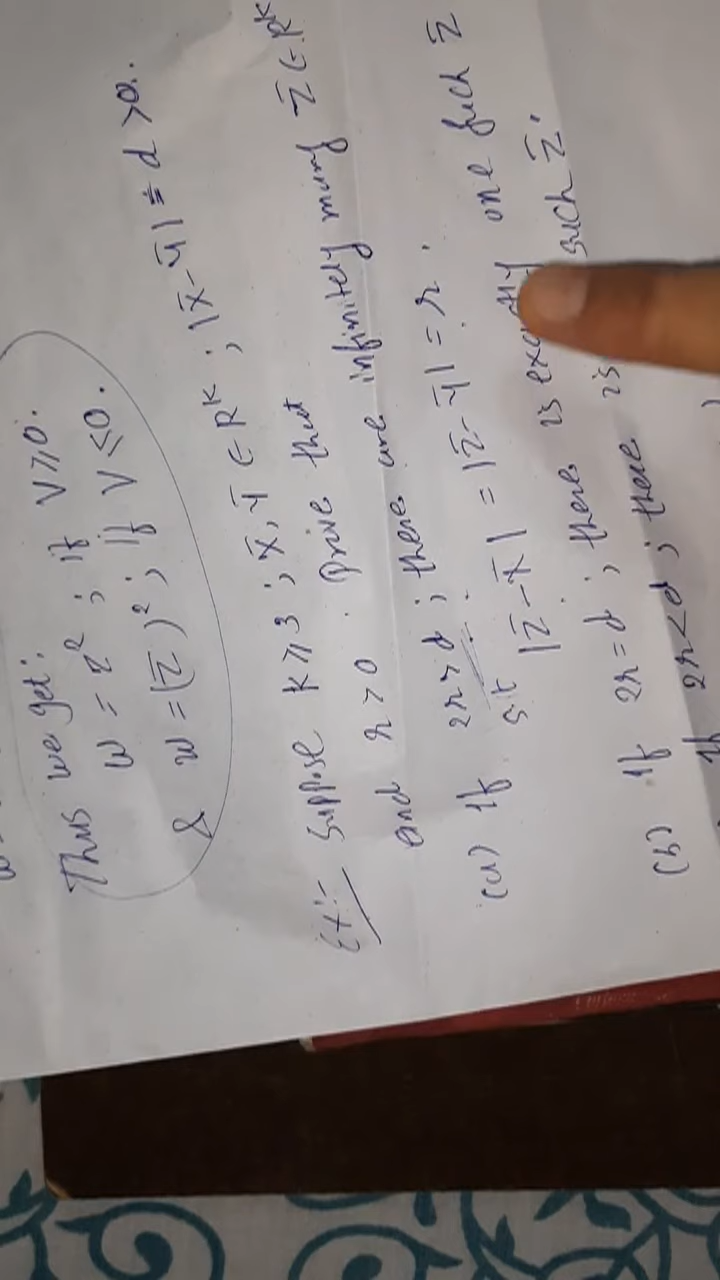 Thus we get:
w = z² ; if v≥0.
& w = (z̄)² ; if v≤0.
Ex:- Suppose k≥3 ; x̄, ȳ ∈ Rᵏ ; |x̄-ȳ| = d >0.
and r>0. Prove that
(a) If 2r>d ; there are infinitely many z̄ ∈ Rᵏ
s.t |z̄-x̄| = |z̄-ȳ| = r.
(b) If 2r=d ; there is exactly one such z̄
If 2r<d ; there is such z̄.